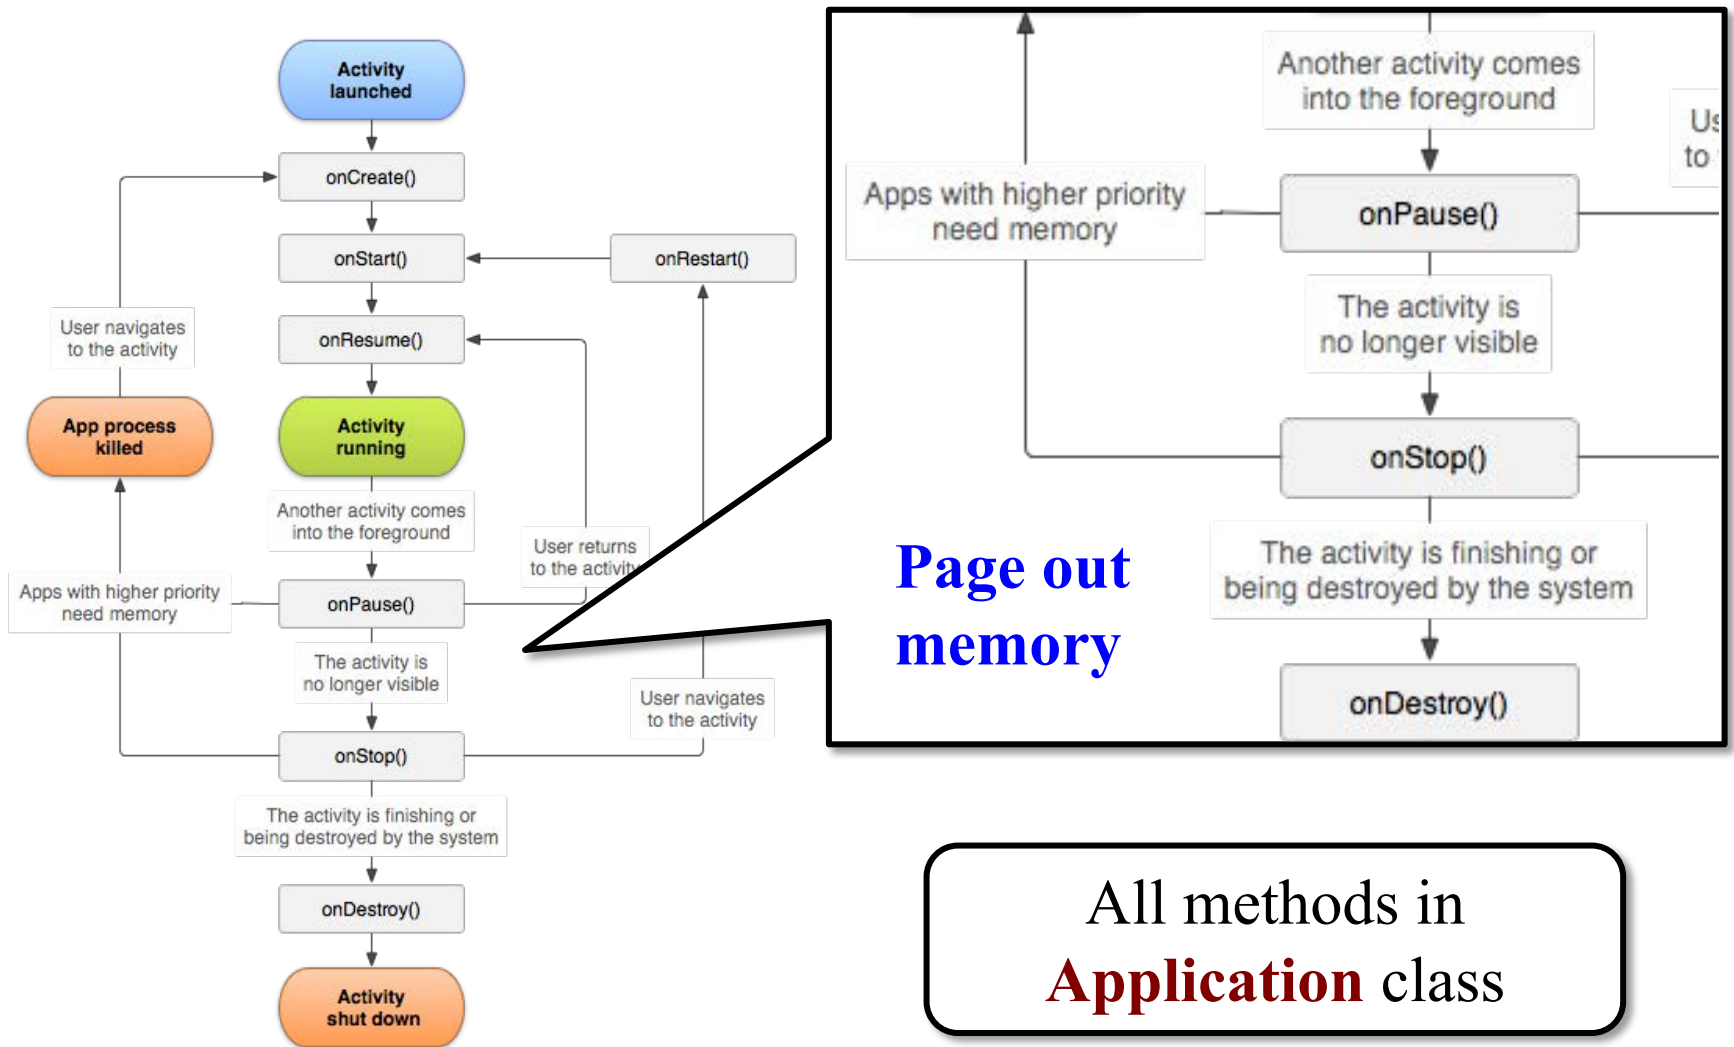 Activity
launched
onCreate()
onStart()
onRestart()
User navigates
to the activity
onResume()
App process
killed
Activity
running
Another activity comes
into the foreground
User returns
to the activity
Apps with higher priority
need memory
onPause()
The activity is
no longer visible
User navigates
to the activity
onStop()
The activity is finishing or
being destroyed by the system
onDestroy()
Activity
shut down
Another activity comes
into the foreground
to
Apps with higher priority
need memory
onPause()
The activity is
no longer visible
onStop()
Page out
memory
The activity is finishing or
being destroyed by the system
onDestroy()
All methods in
Application class